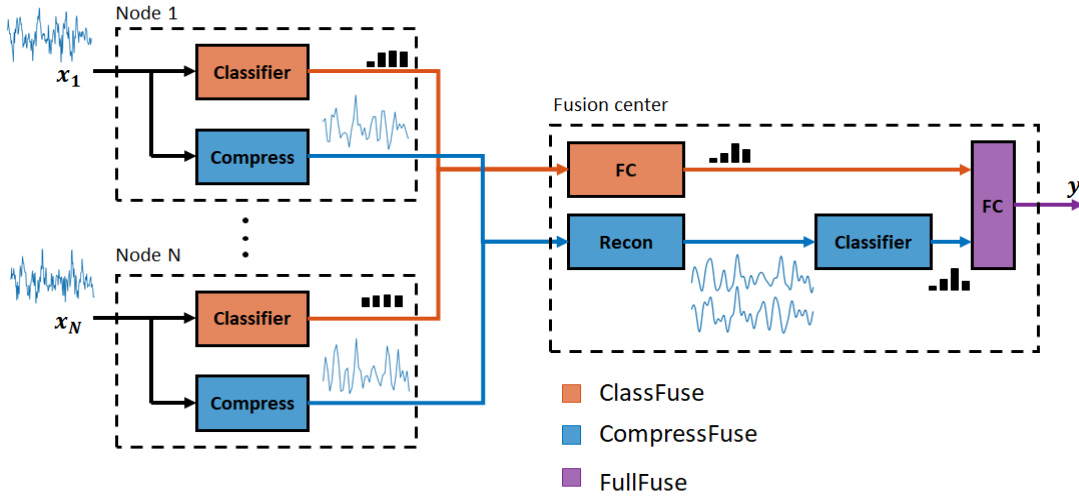 Node 1
x1
Classifier
Compress
Node N
xN
Classifier
Compress
Fusion center
FC
Recon
Classifier
FC
y
ClassFuse
CompressFuse
FullFuse